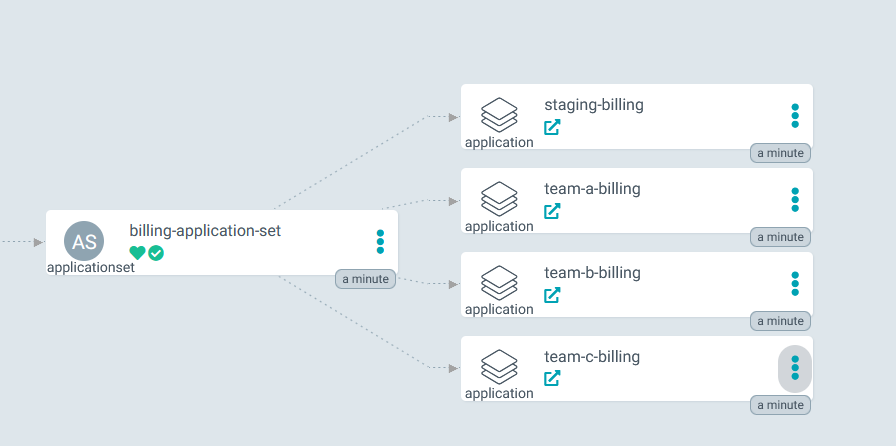 staging-billing
application
a minute
team-a-billing
application
a minute
billing-application-set
AS
applicationset
a minute
team-b-billing
application
a minute
team-c-billing
application
a minute